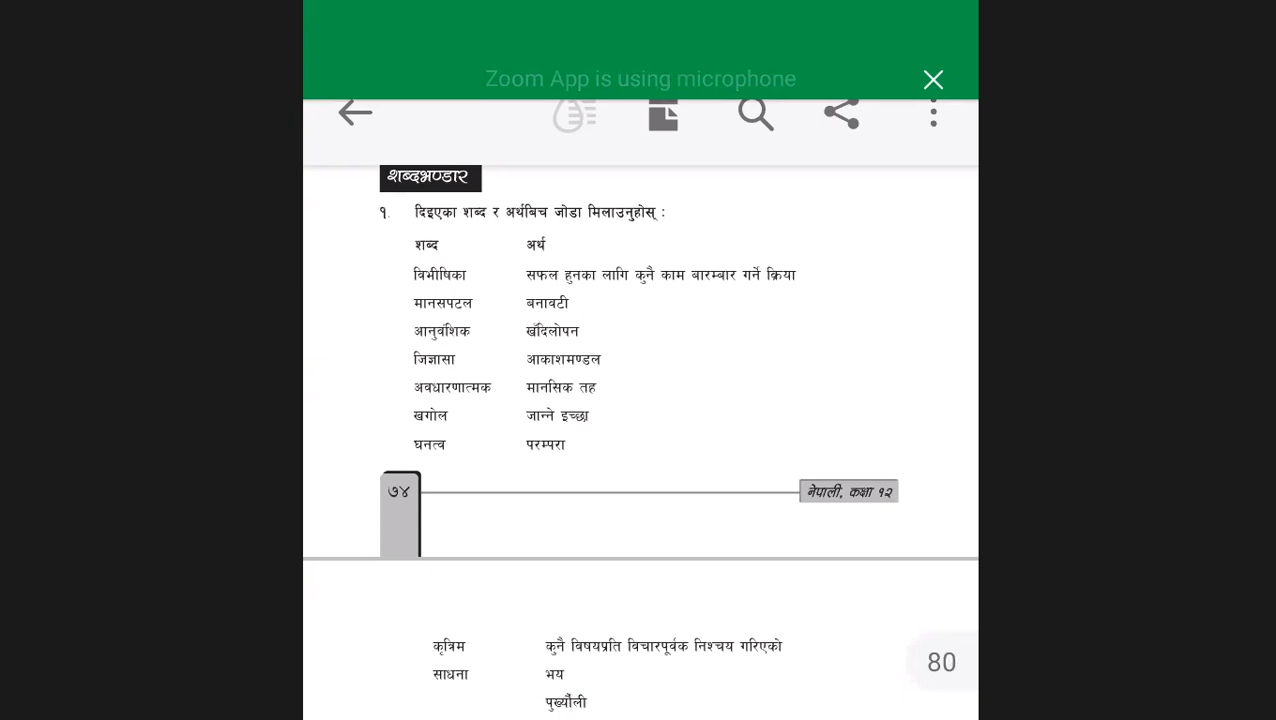 Zoom App is using microphone
शब्दभण्डार
१. दिइएका शब्द र अर्थबिच जोडा मिलाउनुहोस् :
शब्द अर्थ
विभीषिका सफल हुनका लागि कुनै काम बारम्बार गर्ने क्रिया
मानसपटल बनावटी
आनुवंशिक खँदिलोपन
जिज्ञासा आकाशमण्डल
अवधारणात्मक मानसिक तह
खगोल जान्ने इच्छा
घनत्व परम्परा
७४ नेपाली, कक्षा १२
कृत्रिम कुनै विषयप्रति विचारपूर्वक निश्चय गरिएको
80
साधना भय
पुर्ख्यौली